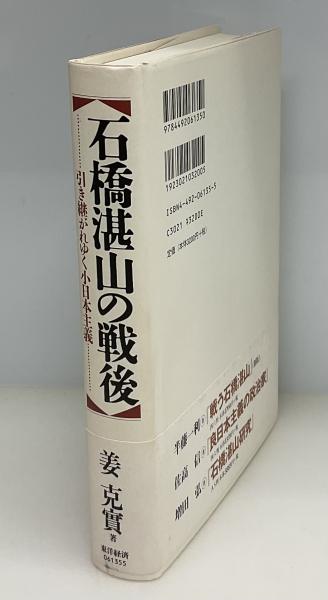 石橋湛山の戦後
引き継がれゆく小日本主義
姜 克實 著
東洋経済
061355
9784492061350
1923021032005
ISBN4-492-06135-5
C3021 ¥3200E
定価(本体3200円+税)
半藤一利
『戦う石橋湛山』
佐高 信
『良日本主義の政治家』
増田 弘
『石橋湛山研究』